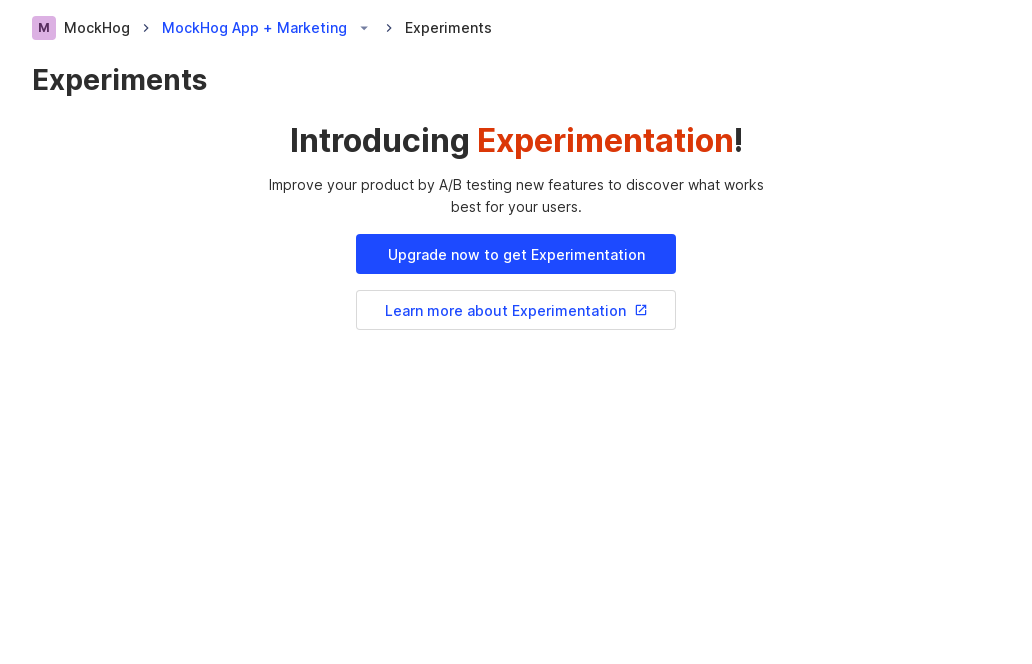 M MockHog MockHog App + Marketing Experiments
Experiments
Introducing Experimentation!
Improve your product by A/B testing new features to discover what works
best for your users.
Upgrade now to get Experimentation
Learn more about Experimentation